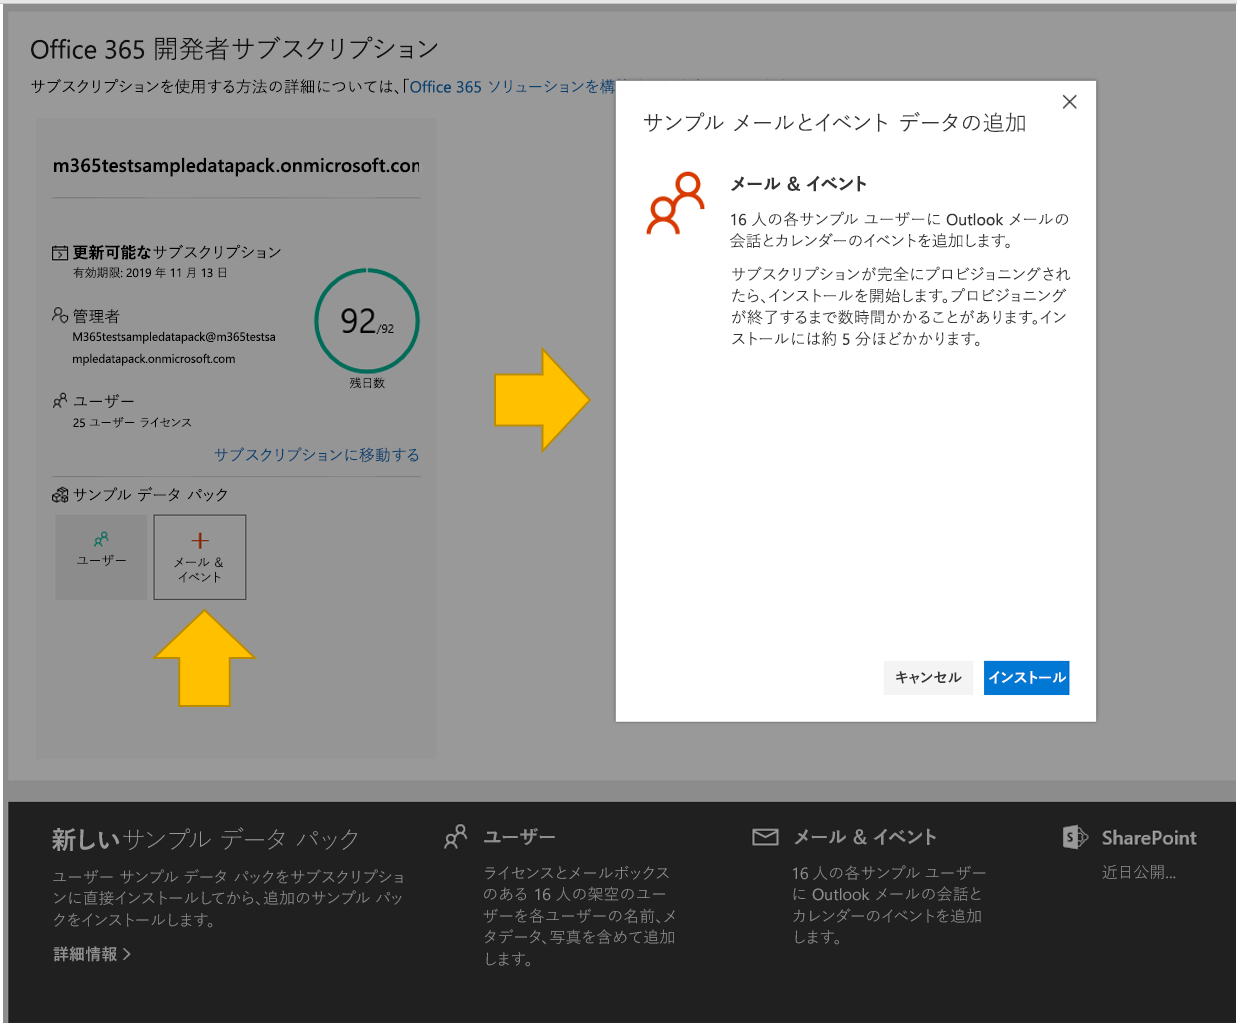 Office 365 開発者サブスクリプション
サブスクリプションを使用する方法の詳細については、「Office 365 ソリューションを構
m365testsampledatapack.onmicrosoft.con
更新可能なサブスクリプション
有効期限: 2019 年 11 月 13 日
管理者
M365testsampledatapack@m365testsa
mpledatapack.onmicrosoft.com
92/92
残日数
ユーザー
25 ユーザー ライセンス
サブスクリプションに移動する
サンプル データ パック
ユーザー
メール &
イベント
サンプル メールとイベント データの追加
メール & イベント
16 人の各サンプル ユーザーに Outlook メールの
会話とカレンダーのイベントを追加します。
サブスクリプションが完全にプロビジョニングされ
たら、インストールを開始します。プロビジョニング
が終了するまで数時間かかることがあります。イン
ストールには約 5 分ほどかかります。
キャンセル
インストール
新しいサンプル データ パック
ユーザー サンプル データ パックをサブスクリプショ
ンに直接インストールしてから、追加のサンプル パッ
クをインストールします。
詳細情報
ユーザー
ライセンスとメールボックス
のある 16 人の架空のユー
ザーを各ユーザーの名前、メ
タデータ、写真を含めて追加
します。
メール & イベント
16 人の各サンプル ユーザー
に Outlook メールの会話と
カレンダーのイベントを追加
します。
SharePoint
近日公開...